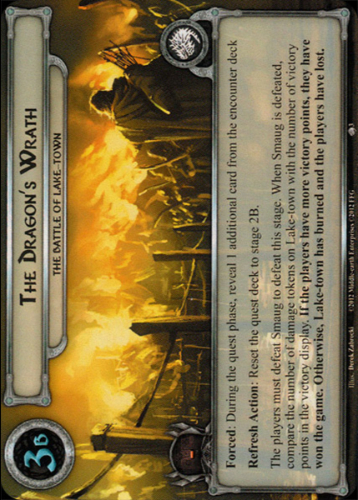 3B
THE DRAGON'S WRATH
THE BATTLE OF LAKE-TOWN
Forced: During the quest phase, reveal 1 additional card from the encounter deck
Refresh Action: Reset the quest deck to stage 2B.
The players must defeat Smaug to defeat this stage. When Smaug is defeated,
compare the number of damage tokens on Lake-town with the number of victory
points in the victory display. If the players have more victory points, they have
won the game. Otherwise, Lake-town has burned and the players have lost.
Illus. Derek Zabrocki ©2012 Middle-earth Enterprises ©2012 FFG